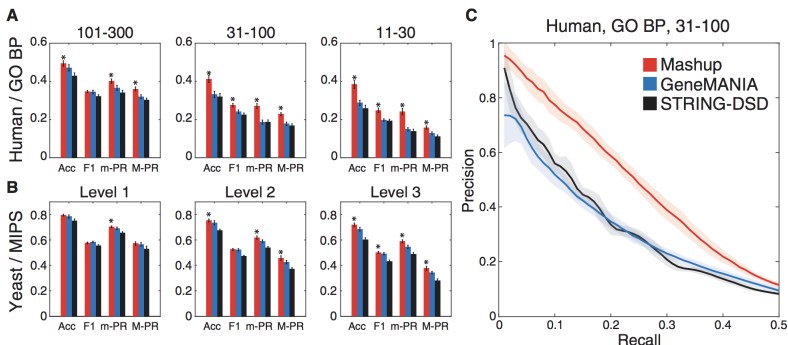 A
101-300
31-100
11-30
Human / GO BP
0.6
0.4
0.2
0
Acc F1 m-PR M-PR
0.6
0.4
0.2
0
Acc F1 m-PR M-PR
0.6
0.4
0.2
0
Acc F1 m-PR M-PR
* * *
* * * *
* * * *
B
Level 1
Level 2
Level 3
Yeast / MIPS
0.8
0.6
0.4
0.2
0
Acc F1 m-PR M-PR
0.8
0.6
0.4
0.2
0
Acc F1 m-PR M-PR
0.8
0.6
0.4
0.2
0
Acc F1 m-PR M-PR
*
* * *
* * * *
C
Human, GO BP, 31-100
Mashup
GeneMANIA
STRING-DSD
Precision
1
0.8
0.6
0.4
0.2
0
0.1
0.2
0.3
0.4
0.5
Recall